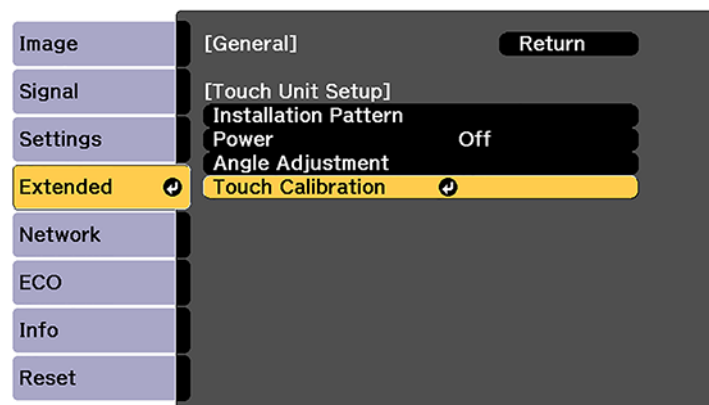 Image
Signal
Settings
Extended
Network
ECO
Info
Reset
[General] Return
[Touch Unit Setup]
Installation Pattern
Power Off
Angle Adjustment
Touch Calibration